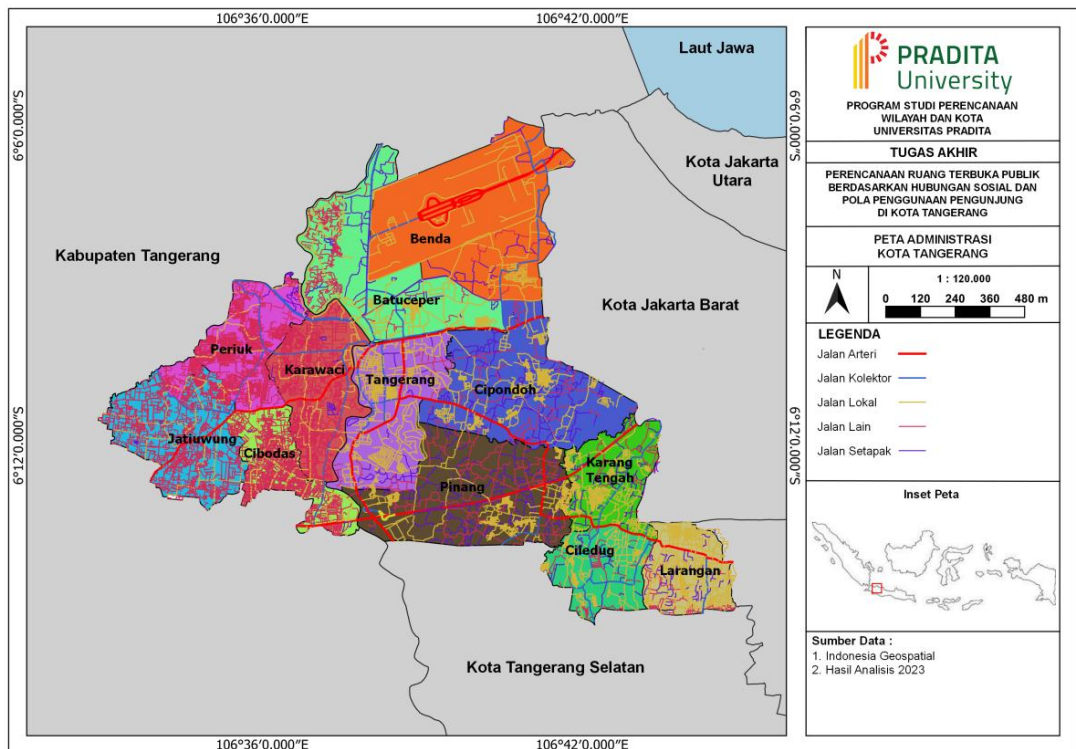 106°36'0.000"E
106°42'0.000"E
6°6'0.000"S
6°6'0.000"S
Laut Jawa
Kota Jakarta
Utara
Kabupaten Tangerang
Benda
Batuceper
Kota Jakarta Barat
Periuk
Karawaci
Tangerang
Cipondoh
6°12'0.000"S
6°12'0.000"S
Jatiuwung
Cibodas
Pinang
Karang
Tengah
Ciledug
Larangan
Kota Tangerang Selatan
106°36'0.000"E
106°42'0.000"E
PRADITA
University
PROGRAM STUDI PERENCANAAN
WILAYAH DAN KOTA
UNIVERSITAS PRADITA
TUGAS AKHIR
PERENCANAAN RUANG TERBUKA PUBLIK
BERDASARKAN HUBUNGAN SOSIAL DAN
POLA PENGGUNAAN PENGUNJUNG
DI KOTA TANGERANG
PETA ADMINISTRASI
KOTA TANGERANG
N
1 : 120.000
0 120 240 360 480 m
LEGENDA
Jalan Arteri
Jalan Kolektor
Jalan Lokal
Jalan Lain
Jalan Setapak
Inset Peta
Sumber Data :
1. Indonesia Geospatial
2. Hasil Analisis 2023